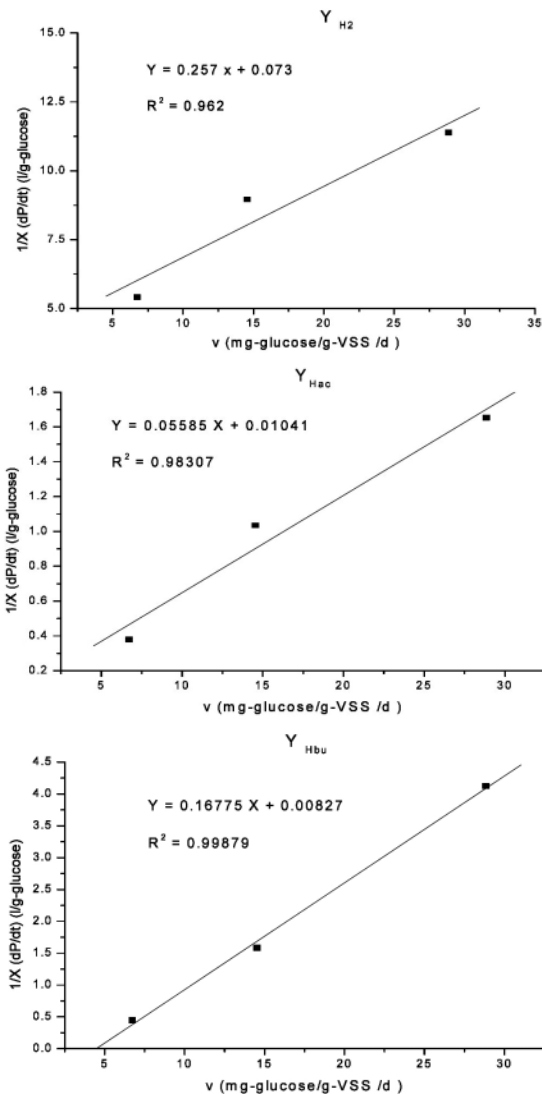 Y H2
Y = 0.257 x + 0.073
R² = 0.962
1/X (dP/dt) (l/g-glucose)
15.0
12.5
10.0
7.5
5.0
5 10 15 20 25 30 35
v (mg-glucose/g-VSS /d )
Y Hac
Y = 0.05585 X + 0.01041
R² = 0.98307
1/X (dP/dt) (l/g-glucose)
1.8
1.6
1.4
1.2
1.0
0.8
0.6
0.4
0.2
5 10 15 20 25 30
v (mg-glucose/g-VSS /d )
Y Hbu
Y = 0.16775 X + 0.00827
R² = 0.99879
1/X (dP/dt) (l/g-glucose)
4.5
4.0
3.5
3.0
2.5
2.0
1.5
1.0
0.5
0.0
5 10 15 20 25 30
v (mg-glucose/g-VSS /d )